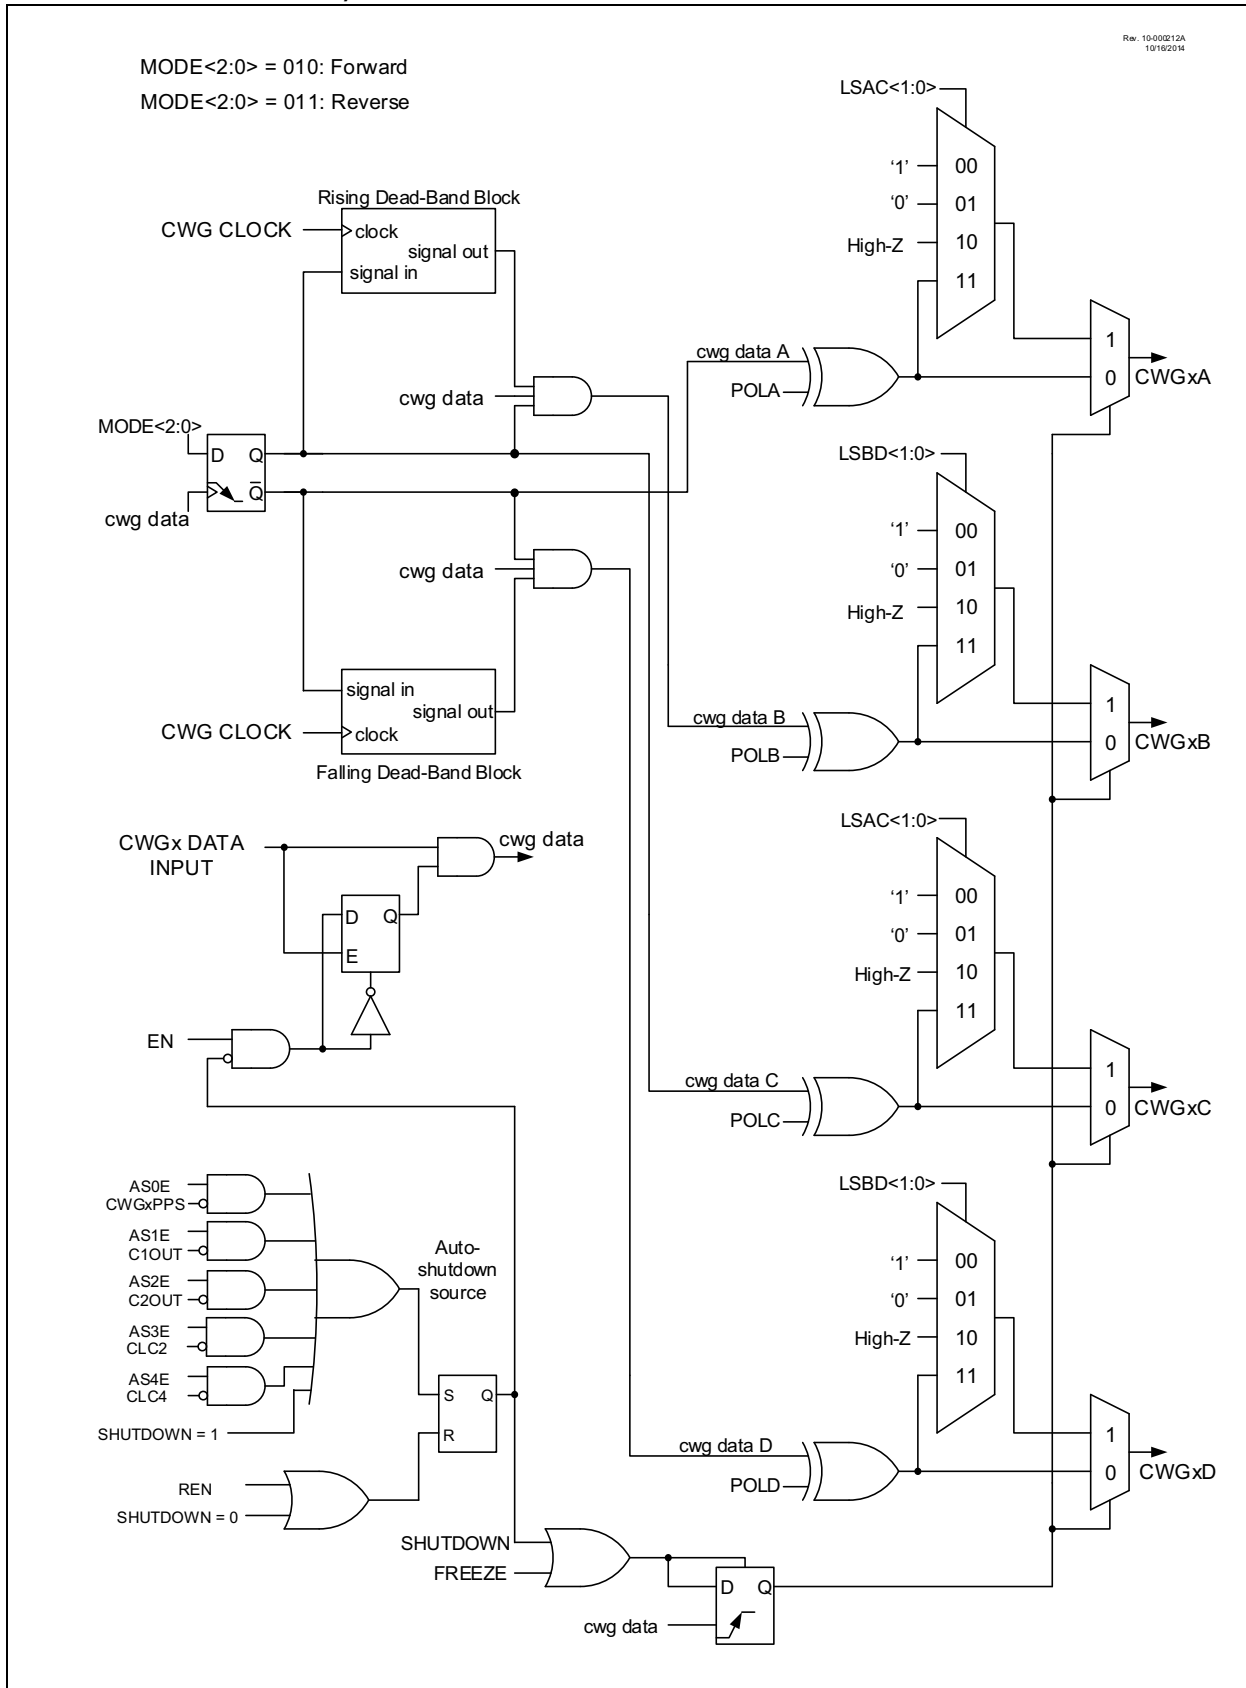 Rev. 10-000212A
10/16/2014
MODE<2:0> = 010: Forward
MODE<2:0> = 011: Reverse
LSAC<1:0>
'1'
00
'0'
01
High-Z
10
11
1
0
CWGxA
cwg data A
POLA
Rising Dead-Band Block
CWG CLOCK
clock
signal out
signal in
cwg data
MODE<2:0>
D
Q
Q
cwg data
cwg data
signal in
signal out
CWG CLOCK
clock
Falling Dead-Band Block
LSBD<1:0>
'1'
00
'0'
01
High-Z
10
11
1
0
CWGxB
cwg data B
POLB
CWGx DATA
INPUT
cwg data
D
Q
E
EN
LSAC<1:0>
'1'
00
'0'
01
High-Z
10
11
1
0
CWGxC
cwg data C
POLC
AS0E
CWGxPPS
AS1E
C1OUT
AS2E
C2OUT
AS3E
CLC2
AS4E
CLC4
SHUTDOWN = 1
Auto-
shutdown
source
S
Q
R
REN
SHUTDOWN = 0
LSBD<1:0>
'1'
00
'0'
01
High-Z
10
11
1
0
CWGxD
cwg data D
POLD
SHUTDOWN
FREEZE
D
Q
cwg data